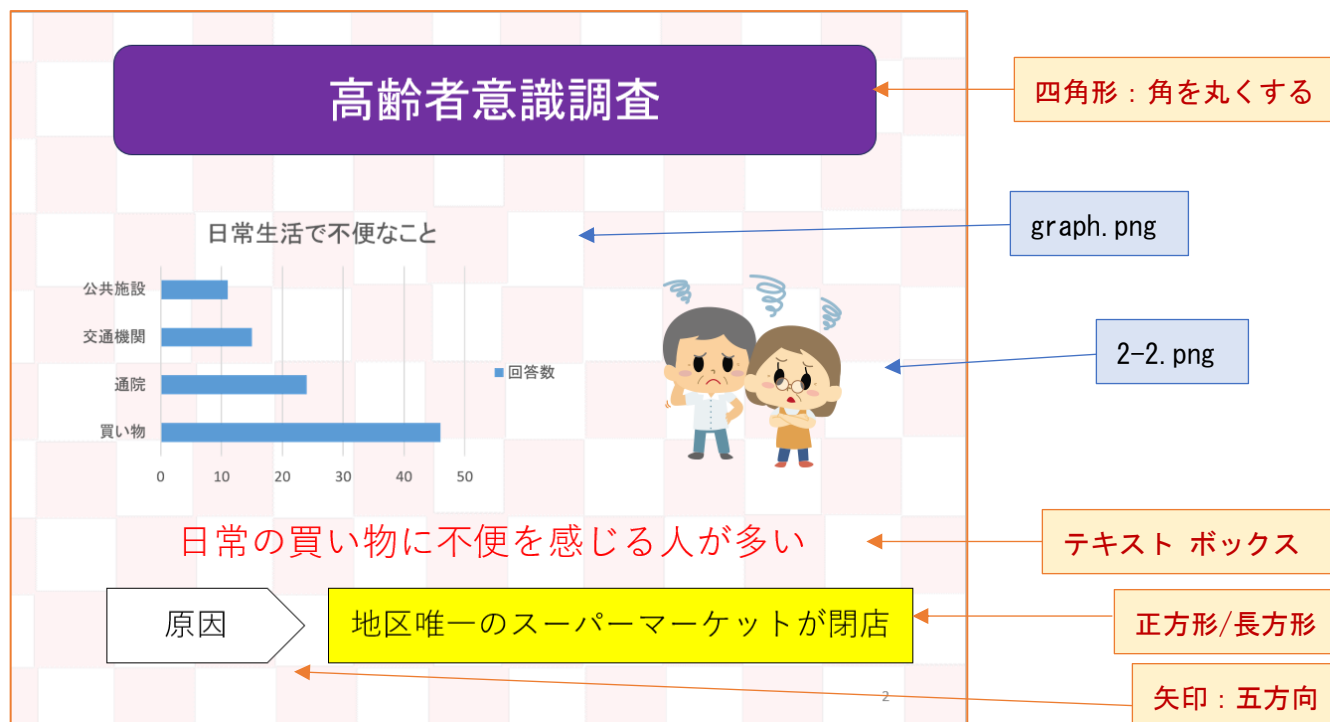 高齢者意識調査
四角形：角を丸くする
日常生活で不便なこと
graph.png
公共施設
交通機関
通院
買い物
回答数
0 10 20 30 40 50
2-2.png
日常の買い物に不便を感じる人が多い
テキスト ボックス
原因
地区唯一のスーパーマーケットが閉店
正方形/長方形
2
矢印：五方向